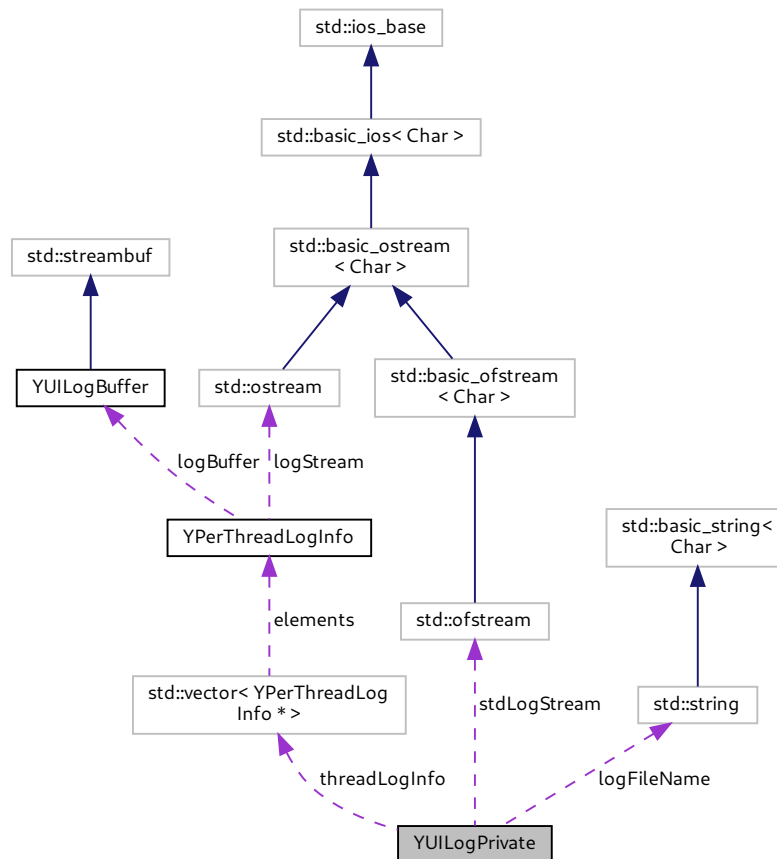 std::ios_base
std::basic_ios< Char >
std::basic_ostream
< Char >
std::streambuf
YUILogBuffer
std::ostream
std::basic_ofstream
< Char >
logBuffer
logStream
YPerThreadLogInfo
std::basic_string<
Char >
elements
std::ofstream
std::vector< YPerThreadLog
Info * >
stdLogStream
std::string
threadLogInfo
logFileName
YUILogPrivate